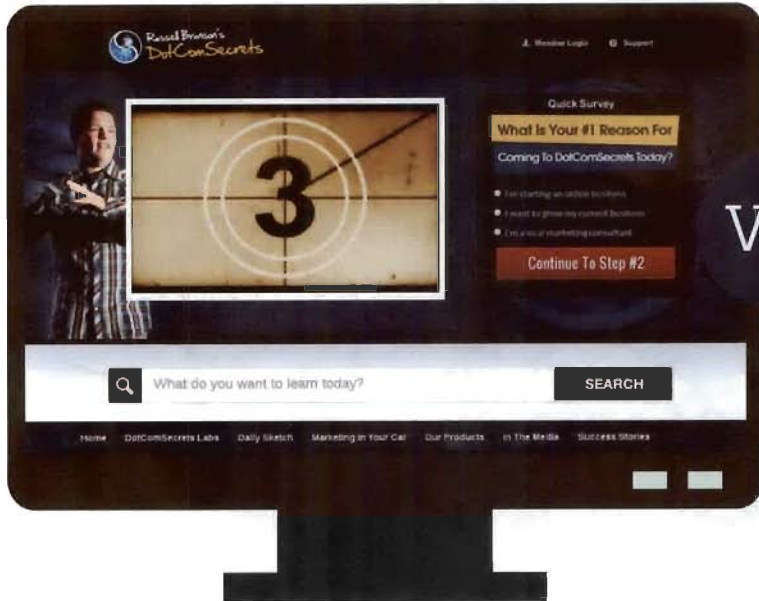 Russell Brunson's
DotComSecrets
Member Login
Support
Quick Survey
What Is Your #1 Reason For
Coming To DotComSecrets Today?
I'm starting an online business
I want to grow my current business
I'm a local marketing consultant
3
Continue To Step #2
V
What do you want to learn today?
SEARCH
Home DotComSecrets Labs Daily Sketch Marketing In Your Car Our Products In The Media Success Stories